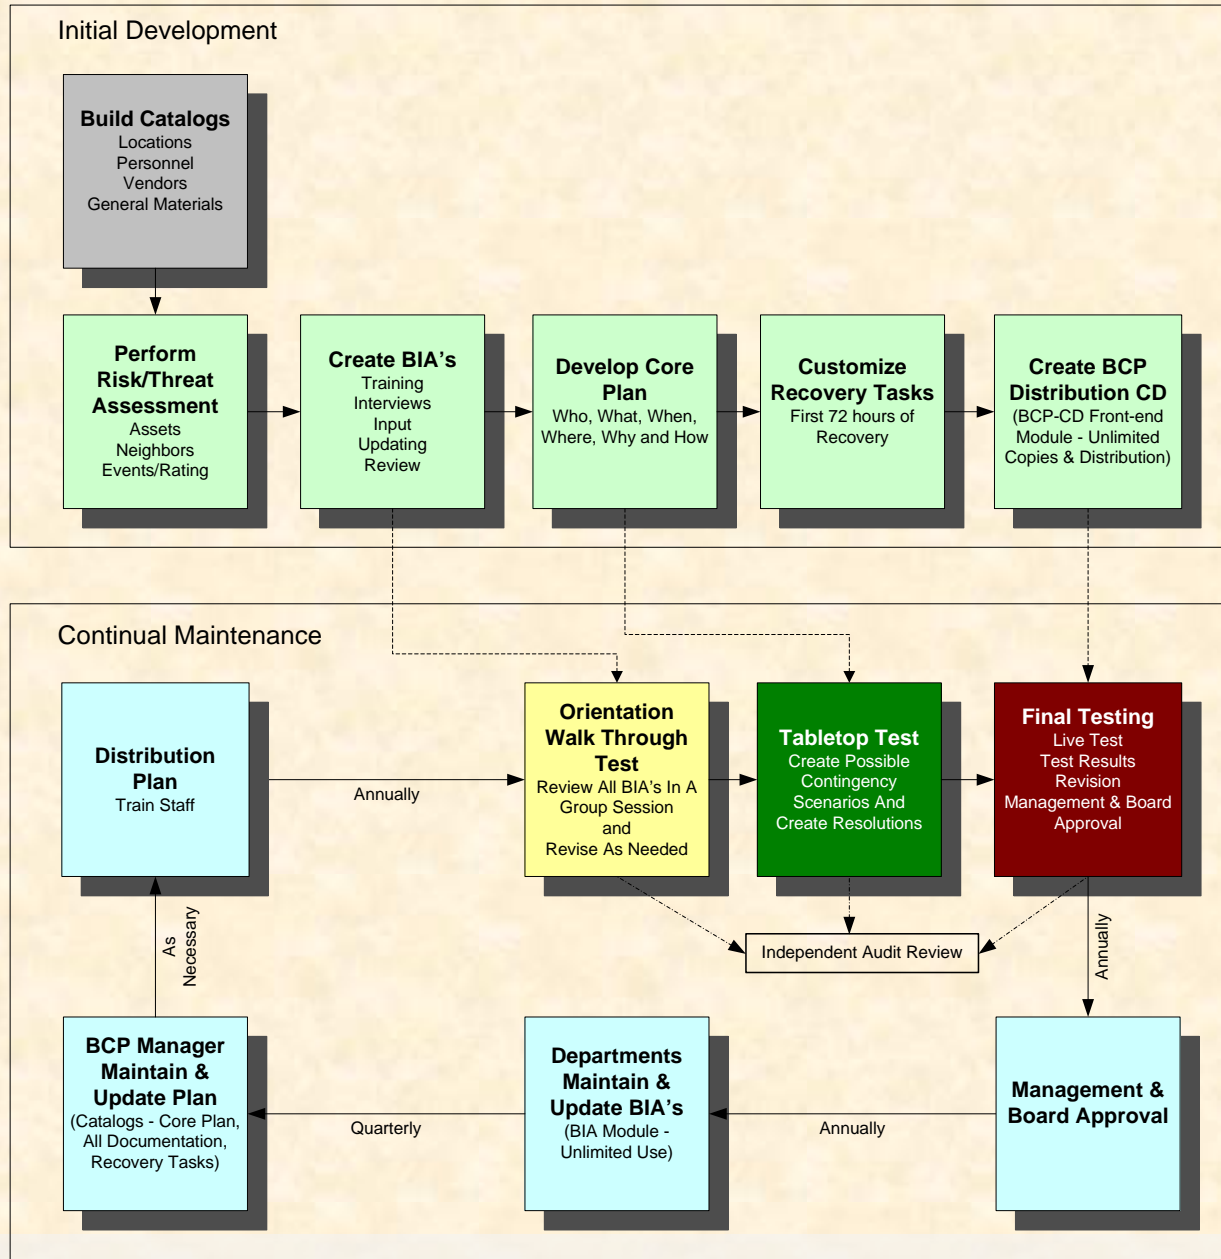 Initial Development
Build Catalogs
Locations
Personnel
Vendors
General Materials
Perform
Risk/Threat
Assessment
Assets
Neighbors
Events/Rating
Create BIA's
Training
Interviews
Input
Updating
Review
Develop Core
Plan
Who, What, When,
Where, Why and How
Customize
Recovery Tasks
First 72 hours of
Recovery
Create BCP
Distribution CD
(BCP-CD Front-end
Module - Unlimited
Copies & Distribution)
Continual Maintenance
Distribution
Plan
Train Staff
Annually
Orientation
Walk Through
Test
Review All BIA's In A
Group Session
and
Revise As Needed
Tabletop Test
Create Possible
Contingency
Scenarios And
Create Resolutions
Final Testing
Live Test
Test Results
Revision
Management & Board
Approval
As
Necessary
Independent Audit Review
Annually
BCP Manager
Maintain &
Update Plan
(Catalogs - Core Plan,
All Documentation,
Recovery Tasks)
Quarterly
Departments
Maintain &
Update BIA's
(BIA Module -
Unlimited Use)
Annually
Management &
Board Approval